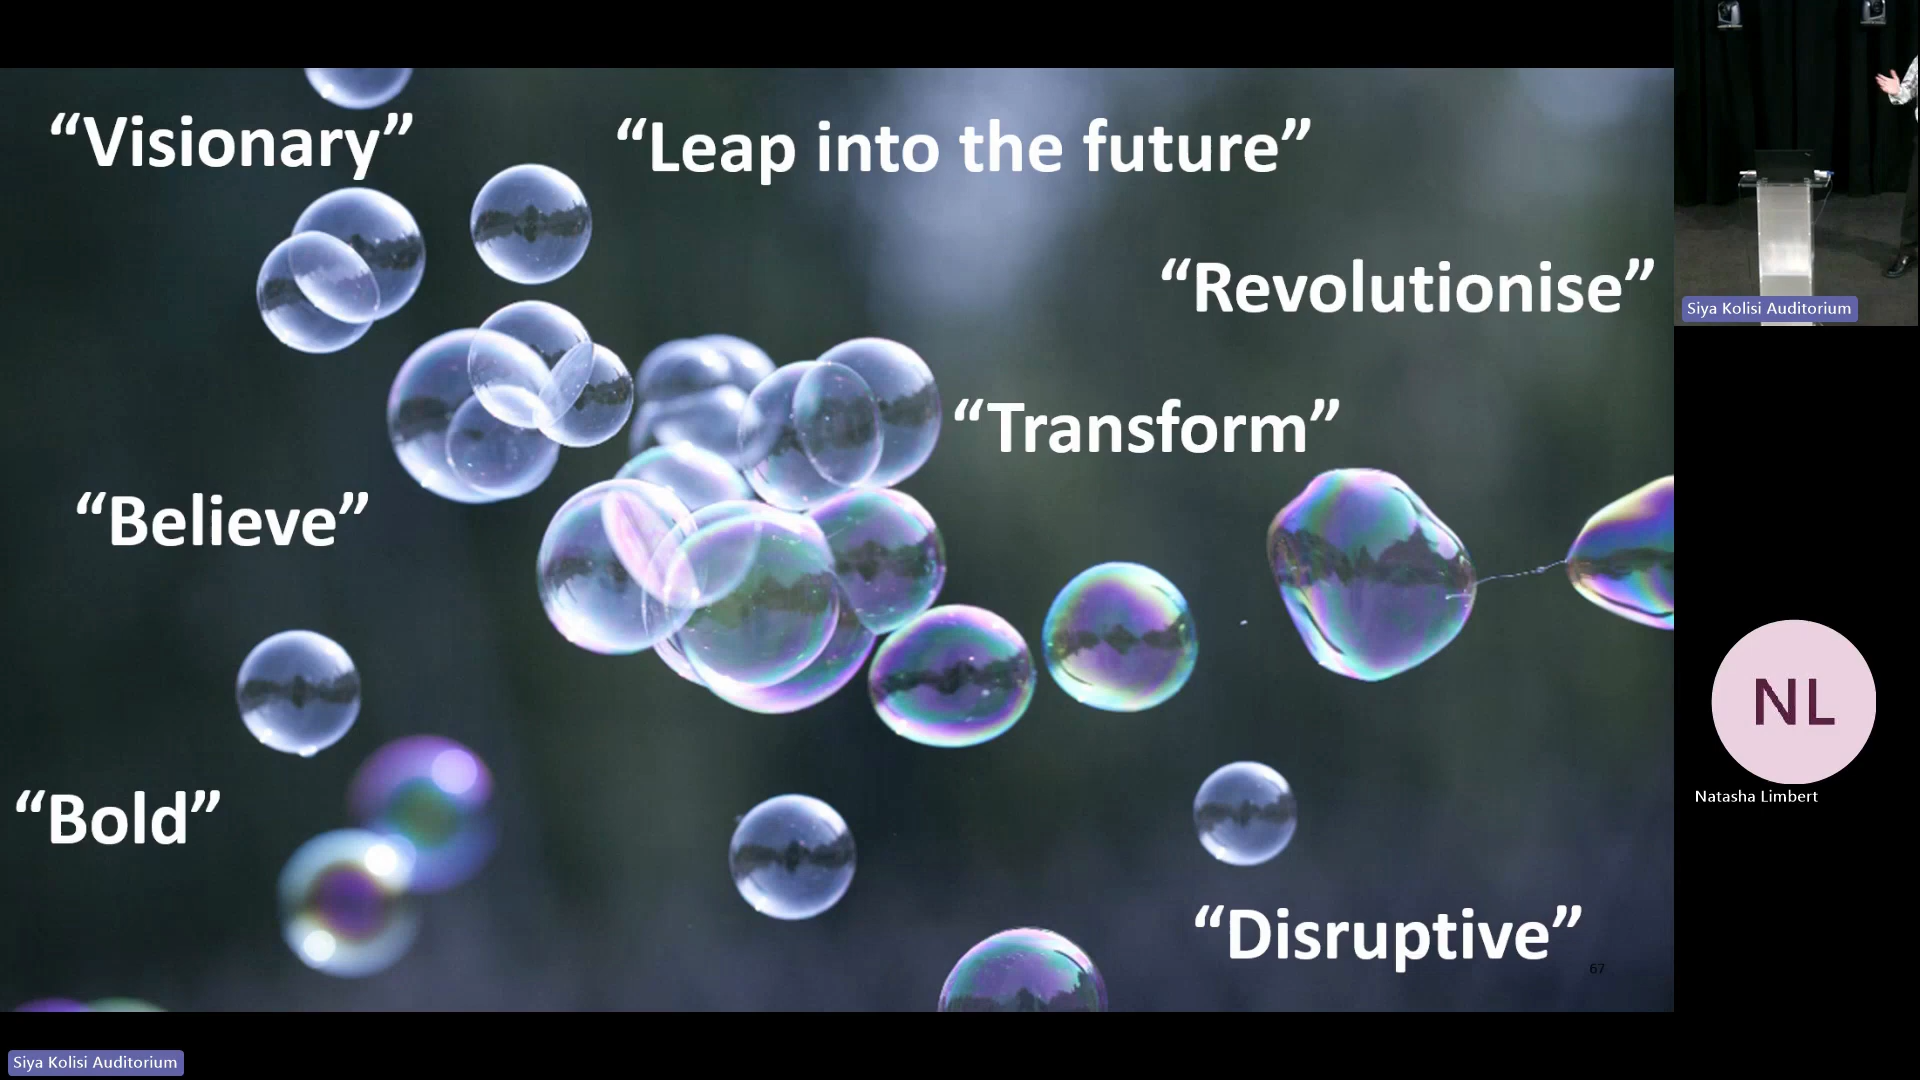 “Visionary”
“Leap into the future”
“Revolutionise”
“Transform”
“Believe”
“Bold”
“Disruptive”
67
Siya Kolisi Auditorium
NL
Natasha Limbert
Siya Kolisi Auditorium